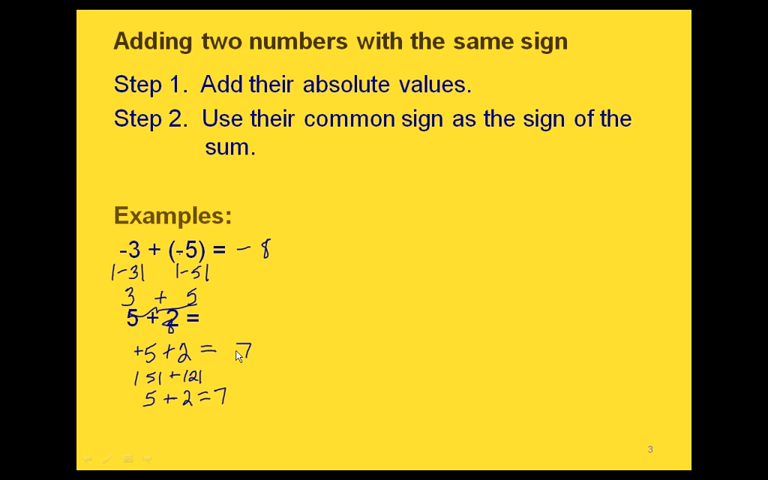 Adding two numbers with the same sign
Step 1. Add their absolute values.
Step 2. Use their common sign as the sign of the
sum.
Examples:
-3 + (-5) = - 8
|-3| |-5|
3 + 5
8
5 + 2 =
+5 + 2 = 7
|5| + |2|
5 + 2 = 7
3